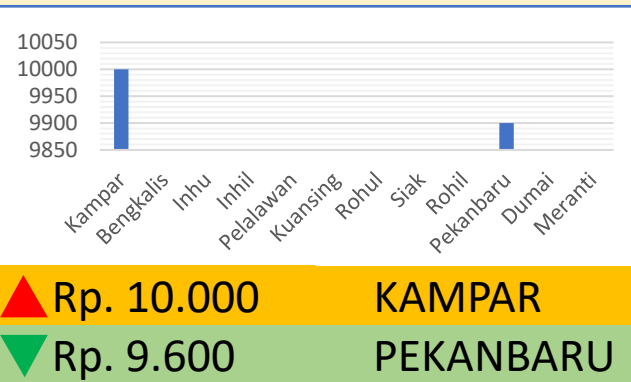 10050
10000
9950
9900
9850
Kampar
Bengkalis
Inhu
Inhil
Pelalawan
Kuansing
Rohul
Siak
Rohil
Pekanbaru
Dumai
Meranti
Rp. 10.000 KAMPAR
Rp. 9.600 PEKANBARU